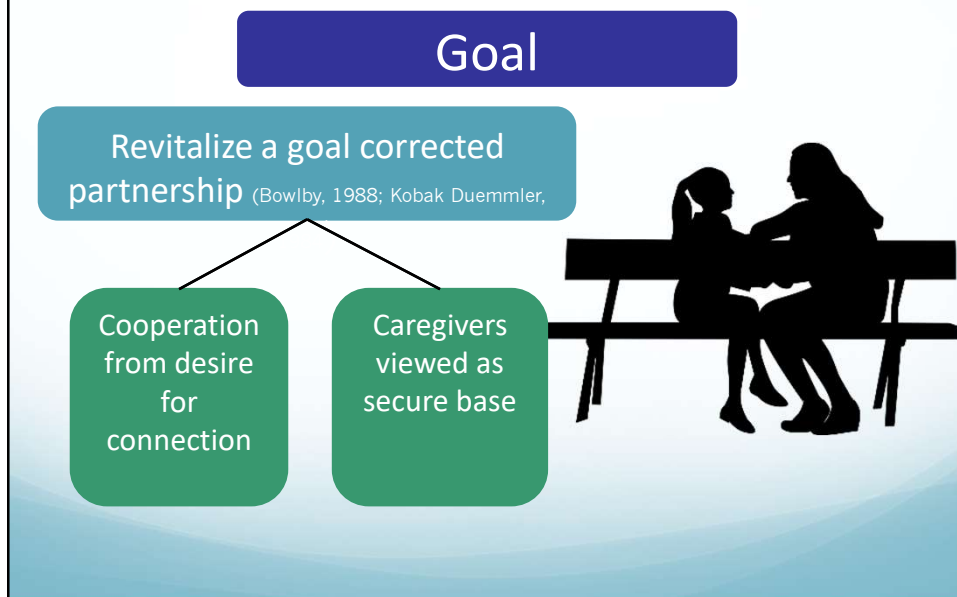 Goal
Revitalize a goal corrected
partnership (Bowlby, 1988; Kobak Duemmler,
Cooperation
from desire
for
connection
Caregivers
viewed as
secure base